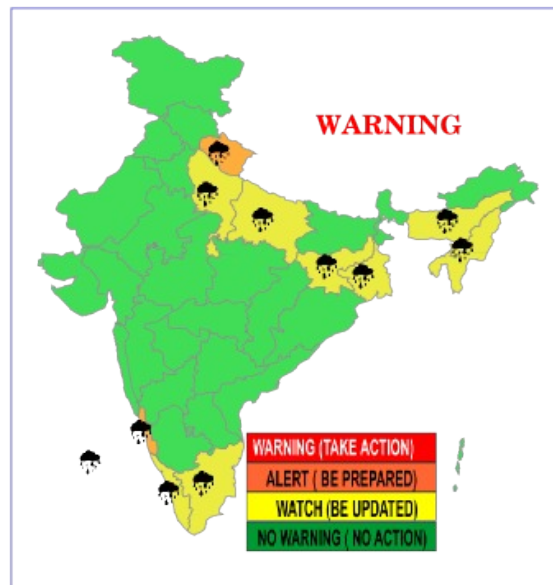 WARNING
WARNING (TAKE ACTION)
ALERT ( BE PREPARED)
WATCH (BE UPDATED)
NO WARNING ( NO ACTION)